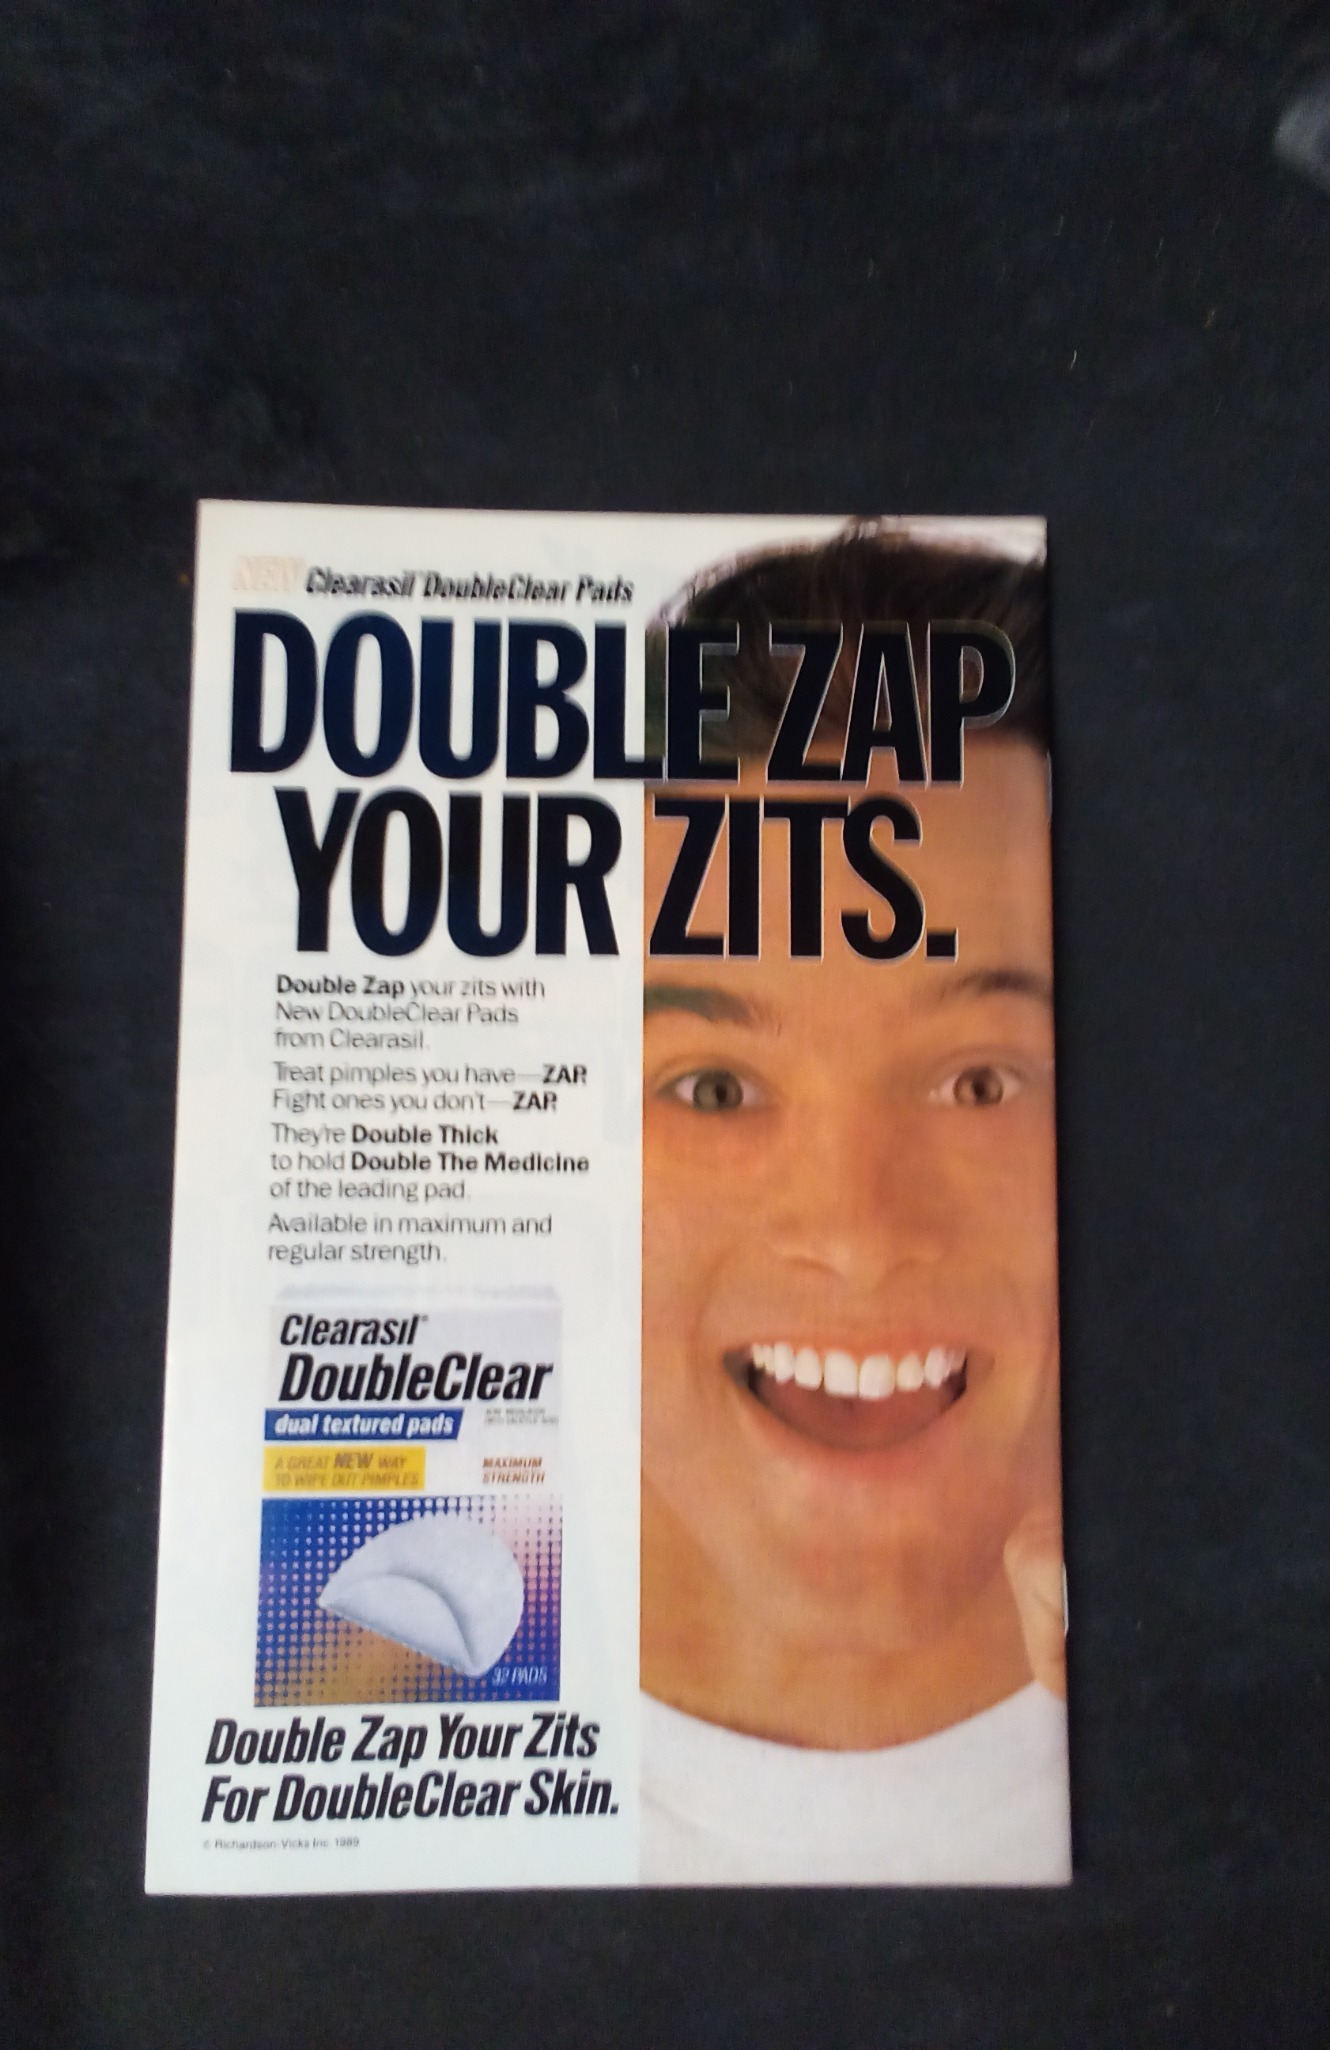 NEW Clearasil™ DoubleClear Pads
DOUBLE ZAP
YOUR ZITS.
Double Zap your zits with
New DoubleClear Pads
from Clearasil.
Treat pimples you have—ZAP.
Fight ones you don't—ZAP.
They're Double Thick
to hold Double The Medicine
of the leading pad.
Available in maximum and
regular strength.
Clearasil™
DoubleClear
dual textured pads
A GREAT NEW WAY
TO WIPE OUT PIMPLES
MAXIMUM
STRENGTH
32 PADS
Double Zap Your Zits
For DoubleClear Skin.
© Richardson-Vicks Inc. 1989